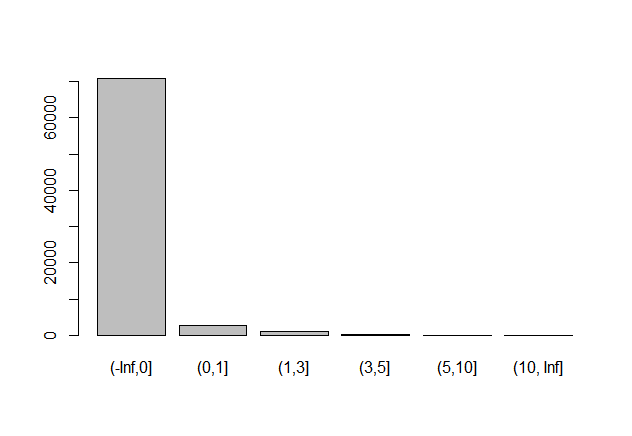 60000
40000
20000
0
(-Inf,0] (0,1] (1,3] (3,5] (5,10] (10, Inf]